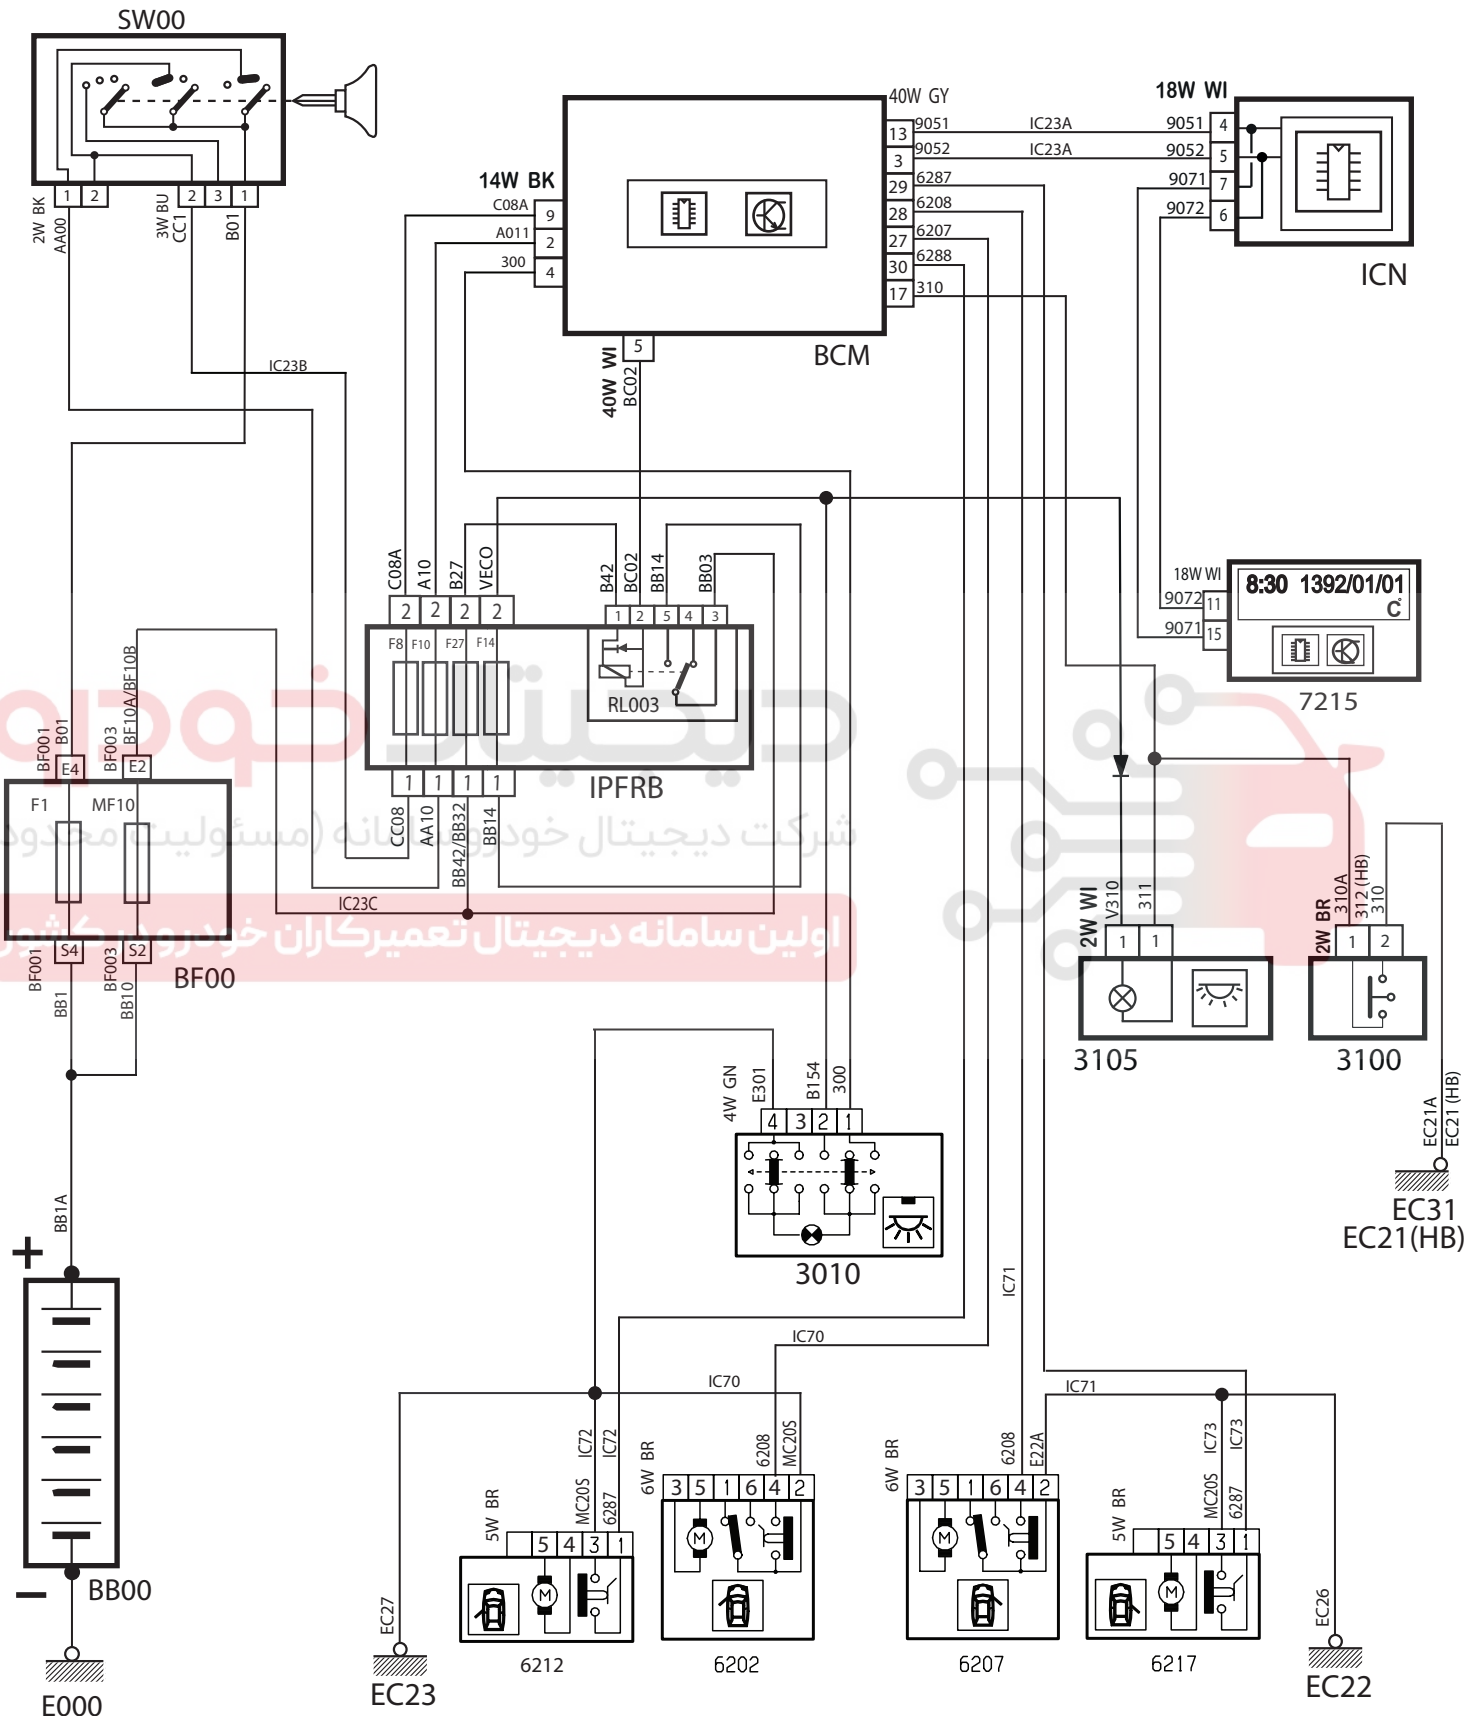 SW00
1
2
2
3
1
2W BK
AA00
3W BU
CC1
B01
IC23B
14W BK
C08A
9
A011
2
300
4
40W GY
13
9051
IC23A
3
9052
IC23A
29
6287
28
6208
27
6207
30
6288
17
310
BCM
5
40W WI
BC02
18W WI
9051
4
9052
5
9071
7
9072
6
ICN
18W WI
9072
11
9071
15
8:30 1392/01/01
C°
7215
C08A
A10
B27
VECO
2
2
2
2
F8
F10
F27
F14
B42
BC02
BB14
BB03
1
2
5
4
3
RL003
IPFRB
1
1
1
1
CC08
AA10
BB42/BB32
BB14
IC23C
BF001
B01
BF003
BF10A/BF10B
E4
E2
F1
MF10
S4
S2
BF00
BF001
BB1
BF003
BB10
BB1A
+
−
BB00
E000
دیجیتال خودرو
شرکت دیجیتال خودرو سامانه (مسئولیت محدود
اولین سامانه دیجیتال تعمیرکاران خودرو در کشور
2W WI
V310
311
1
1
3105
2W BR
310A
312 (HB)
310
1
2
3100
EC21A
EC21 (HB)
EC31
EC21(HB)
4W GN
E301
B154
300
4
3
2
1
3010
IC71
IC70
IC70
IC71
5W BR
IC72
IC72
MC20S
6287
5
4
3
1
M
6212
6W BR
6208
MC20S
3
5
1
6
4
2
M
6202
6W BR
6208
E22A
3
5
1
6
4
2
M
6207
5W BR
IC73
IC73
MC20S
6287
5
4
3
1
M
6217
EC27
EC23
EC26
EC22